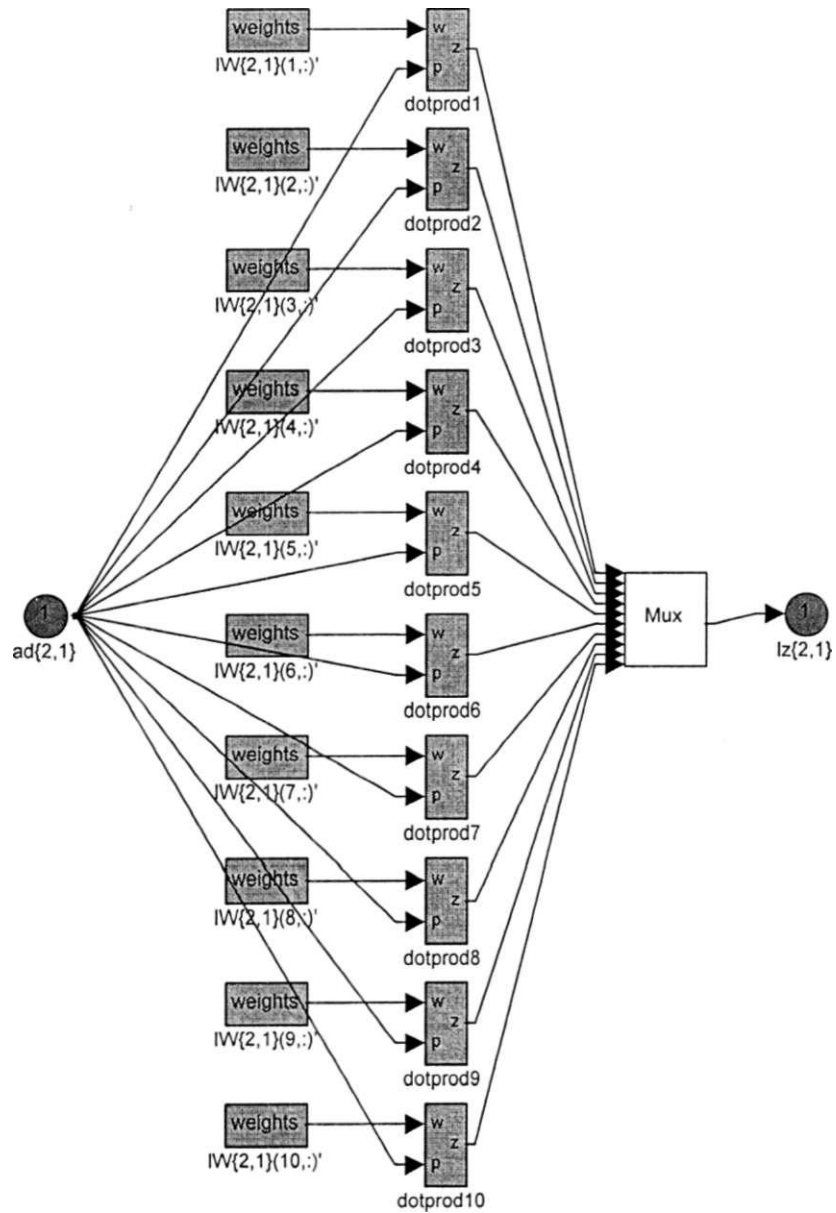 weights
w
z
p
IW{2,1}(1,:)'
dotprod1
weights
w
z
p
IW{2,1}(2,:)'
dotprod2
weights
w
z
p
IW{2,1}(3,:)'
dotprod3
weights
w
z
p
IW{2,1}(4,:)'
dotprod4
weights
w
z
p
IW{2,1}(5,:)'
dotprod5
1
ad{2,1}
Mux
1
lz{2,1}
weights
w
z
p
IW{2,1}(6,:)'
dotprod6
weights
w
z
p
IW{2,1}(7,:)'
dotprod7
weights
w
z
p
IW{2,1}(8,:)'
dotprod8
weights
w
z
p
IW{2,1}(9,:)'
dotprod9
weights
w
z
p
IW{2,1}(10,:)'
dotprod10